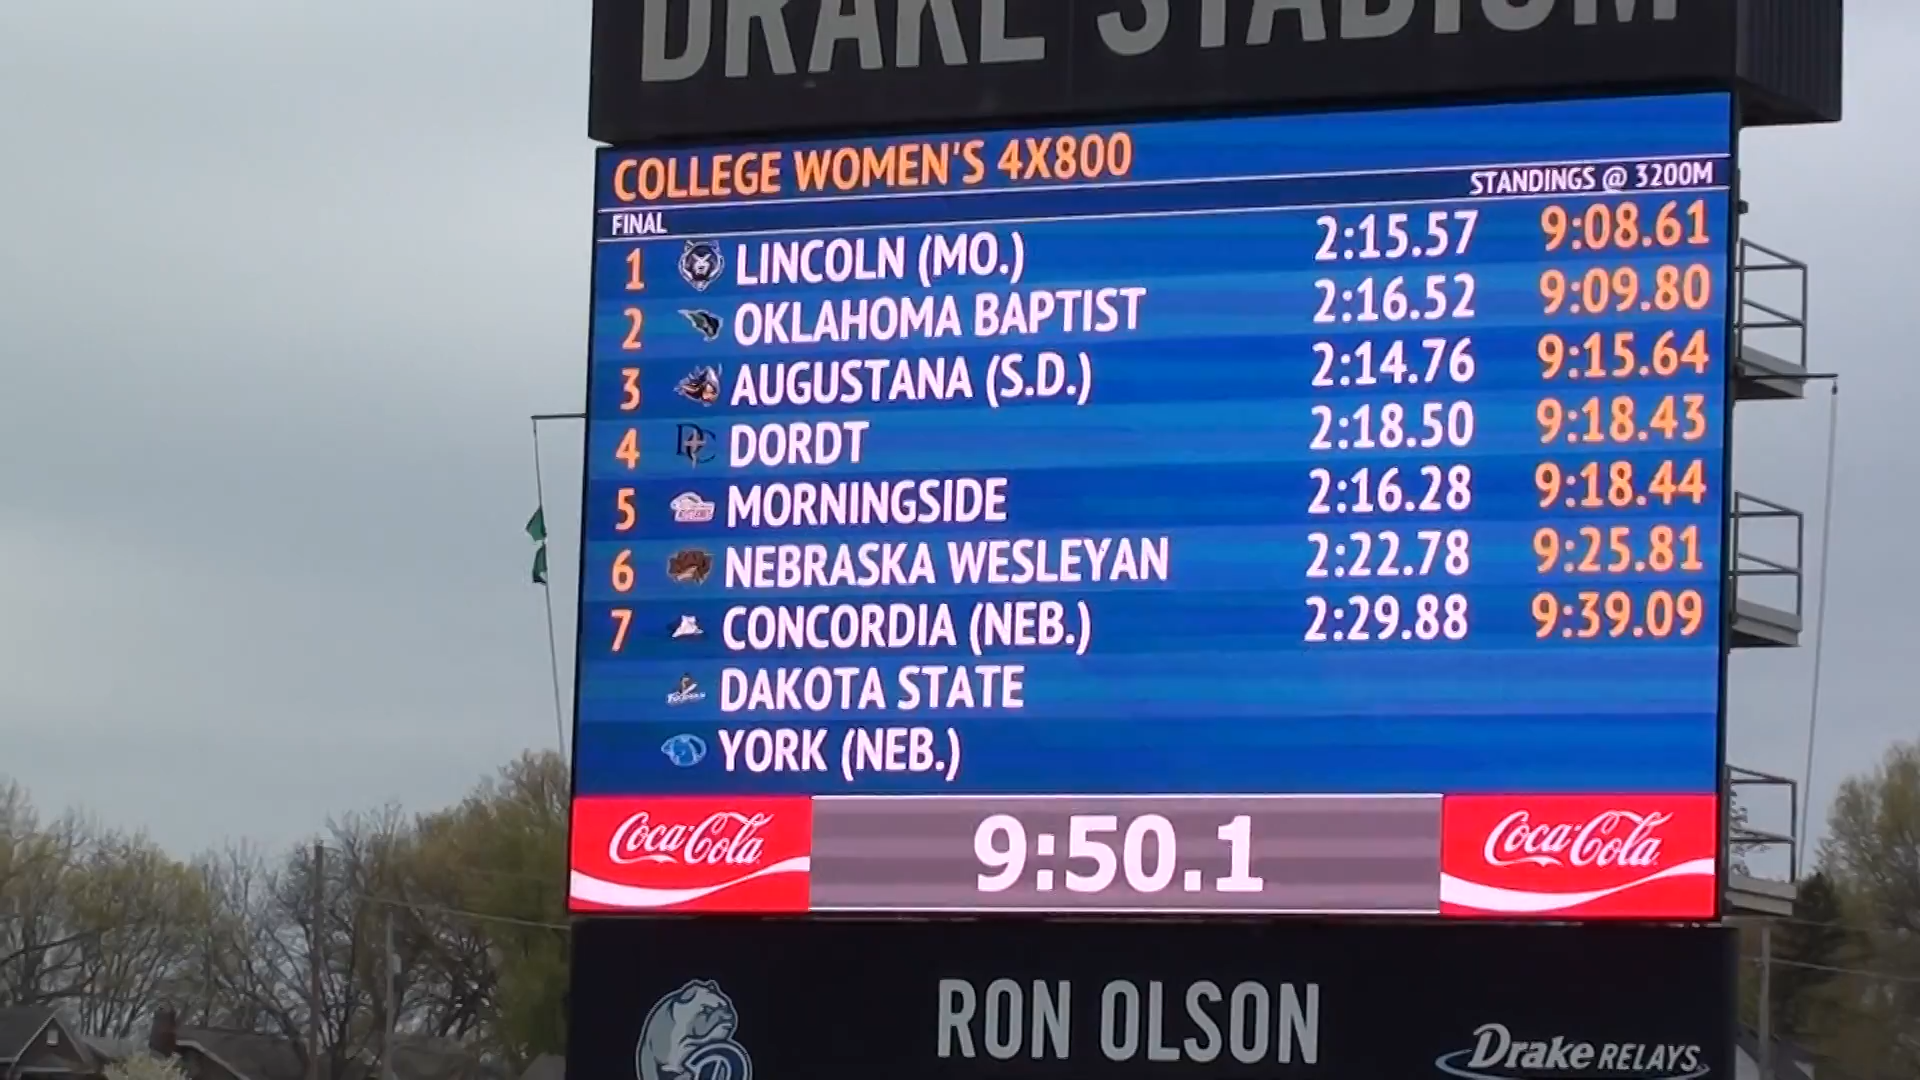 DRAKE STADIUM
COLLEGE WOMEN'S 4X800
STANDINGS @ 3200M
FINAL
1 LINCOLN (MO.) 2:15.57 9:08.61
2 OKLAHOMA BAPTIST 2:16.52 9:09.80
3 AUGUSTANA (S.D.) 2:14.76 9:15.64
4 DORDT 2:18.50 9:18.43
5 MORNINGSIDE 2:16.28 9:18.44
6 NEBRASKA WESLEYAN 2:22.78 9:25.81
7 CONCORDIA (NEB.) 2:29.88 9:39.09
DAKOTA STATE
YORK (NEB.)
Coca-Cola 9:50.1 Coca-Cola
RON OLSON
Drake RELAYS